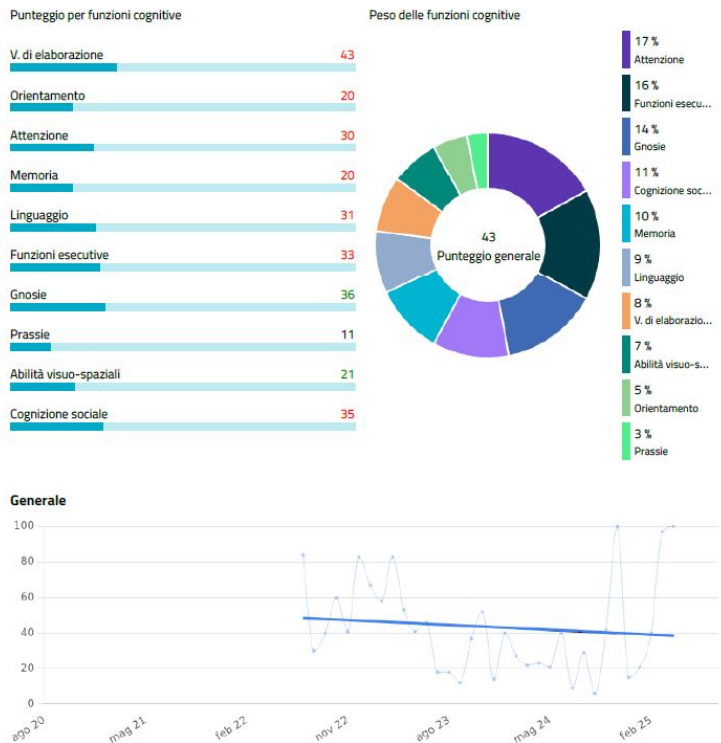 Punteggio per funzioni cognitive
V. di elaborazione 43
Orientamento 20
Attenzione 30
Memoria 20
Linguaggio 31
Funzioni esecutive 33
Gnosie 36
Prassie 11
Abilità visuo-spaziali 21
Cognizione sociale 35
Peso delle funzioni cognitive
43
Punteggio generale
17 %
Attenzione
16 %
Funzioni esecu...
14 %
Gnosie
11 %
Cognizione soc...
10 %
Memoria
9 %
Linguaggio
8 %
V. di elaborazio...
7 %
Abilità visuo-s...
5 %
Orientamento
3 %
Prassie
Generale
100
80
60
40
20
0
ago 20 mag 21 feb 22 nov 22 ago 23 mag 24 feb 25